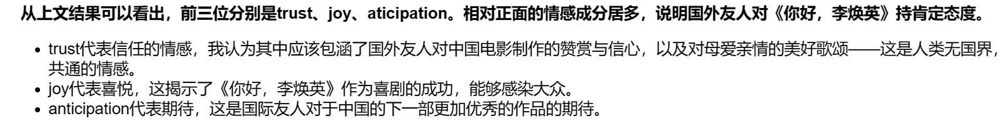 从上文结果可以看出，前三位分别是trust、joy、aticipation。相对正面的情感成分居多，说明国外友人对《你好，李焕英》持肯定态度。
• trust代表信任的情感，我认为其中应该包涵了国外友人对中国电影制作的赞赏与信心，以及对母爱亲情的美好歌颂——这是人类无国界，
共通的情感。
• joy代表喜悦，这揭示了《你好，李焕英》作为喜剧的成功，能够感染大众。
• anticipation代表期待，这是国际友人对于中国的下一部更加优秀的作品的期待。